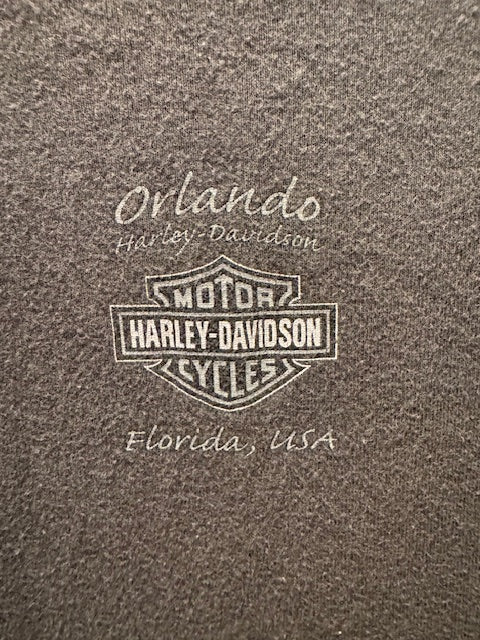 Orlando
Harley-Davidson
MOTOR
HARLEY-DAVIDSON
CYCLES
Florida, USA